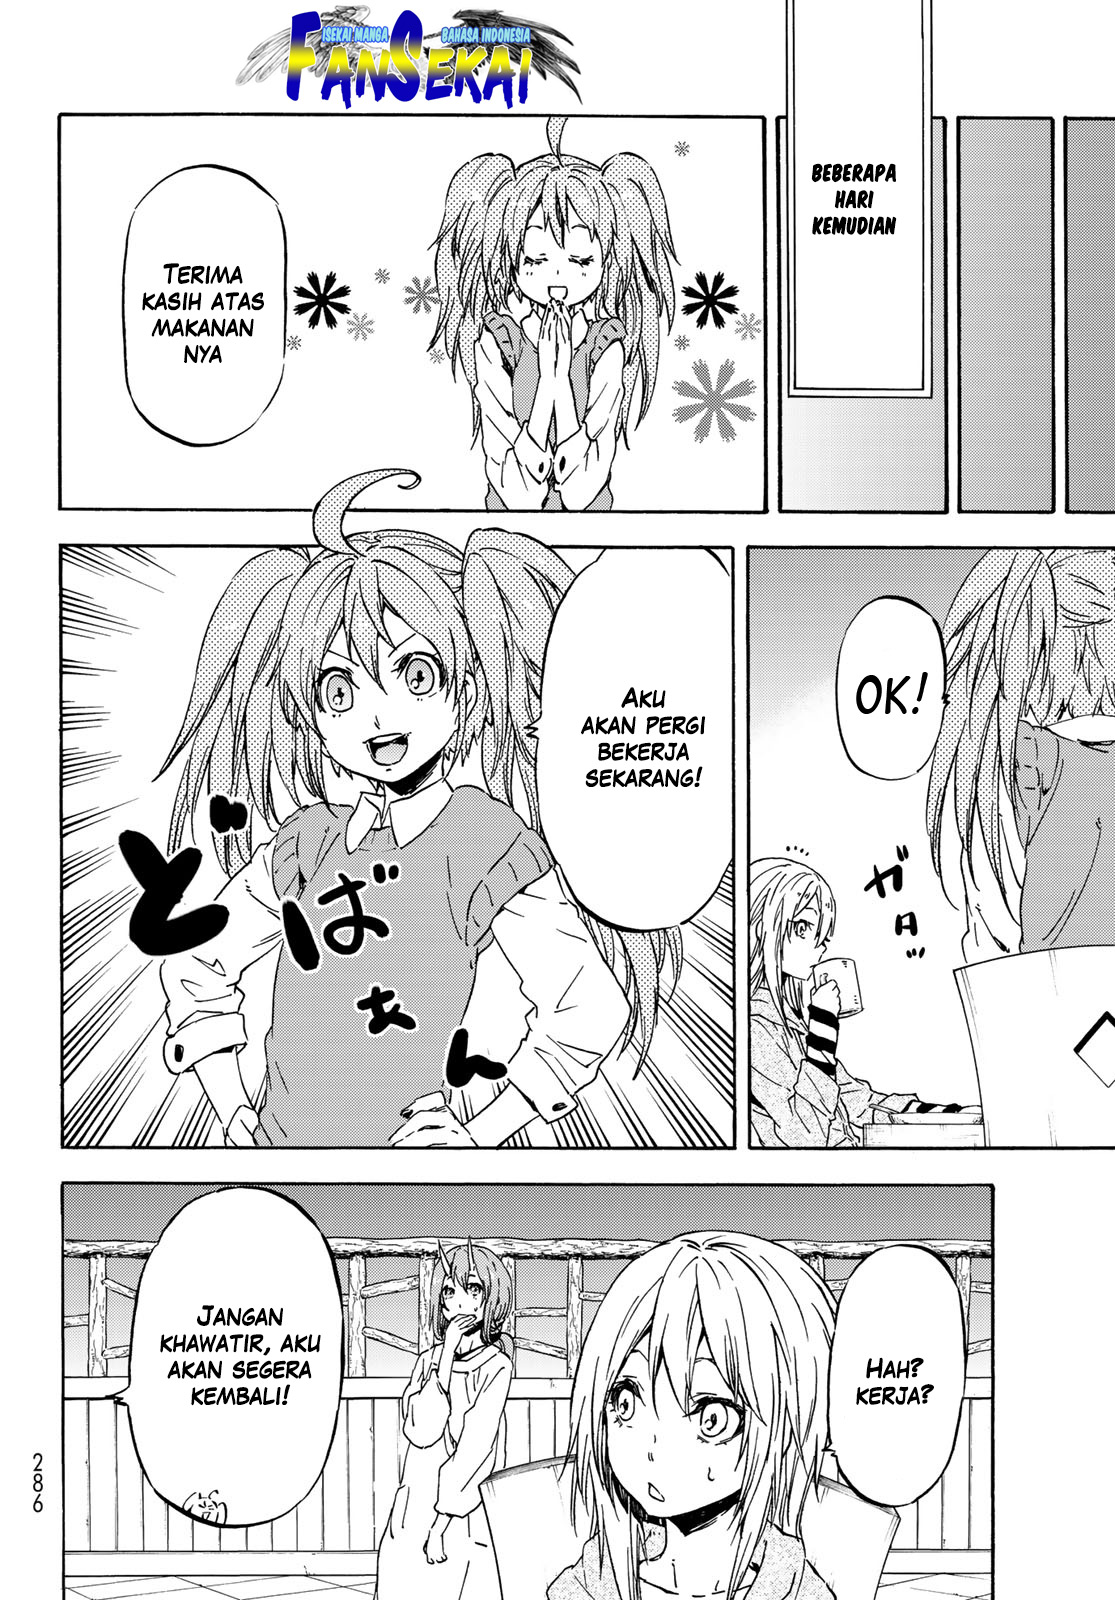 ISEKAI MANGA BAHASA INDONESIA
FANSEKAI
BEBERAPA
HARI
KEMUDIAN
TERIMA
KASIH ATAS
MAKANAN
NYA
OK!
ガタッ
AKU
AKAN PERGI
BEKERJA
SEKARANG!
どばぁーん
HAH?
KERJA?
JANGAN
KHAWATIR, AKU
AKAN SEGERA
KEMBALI!
286